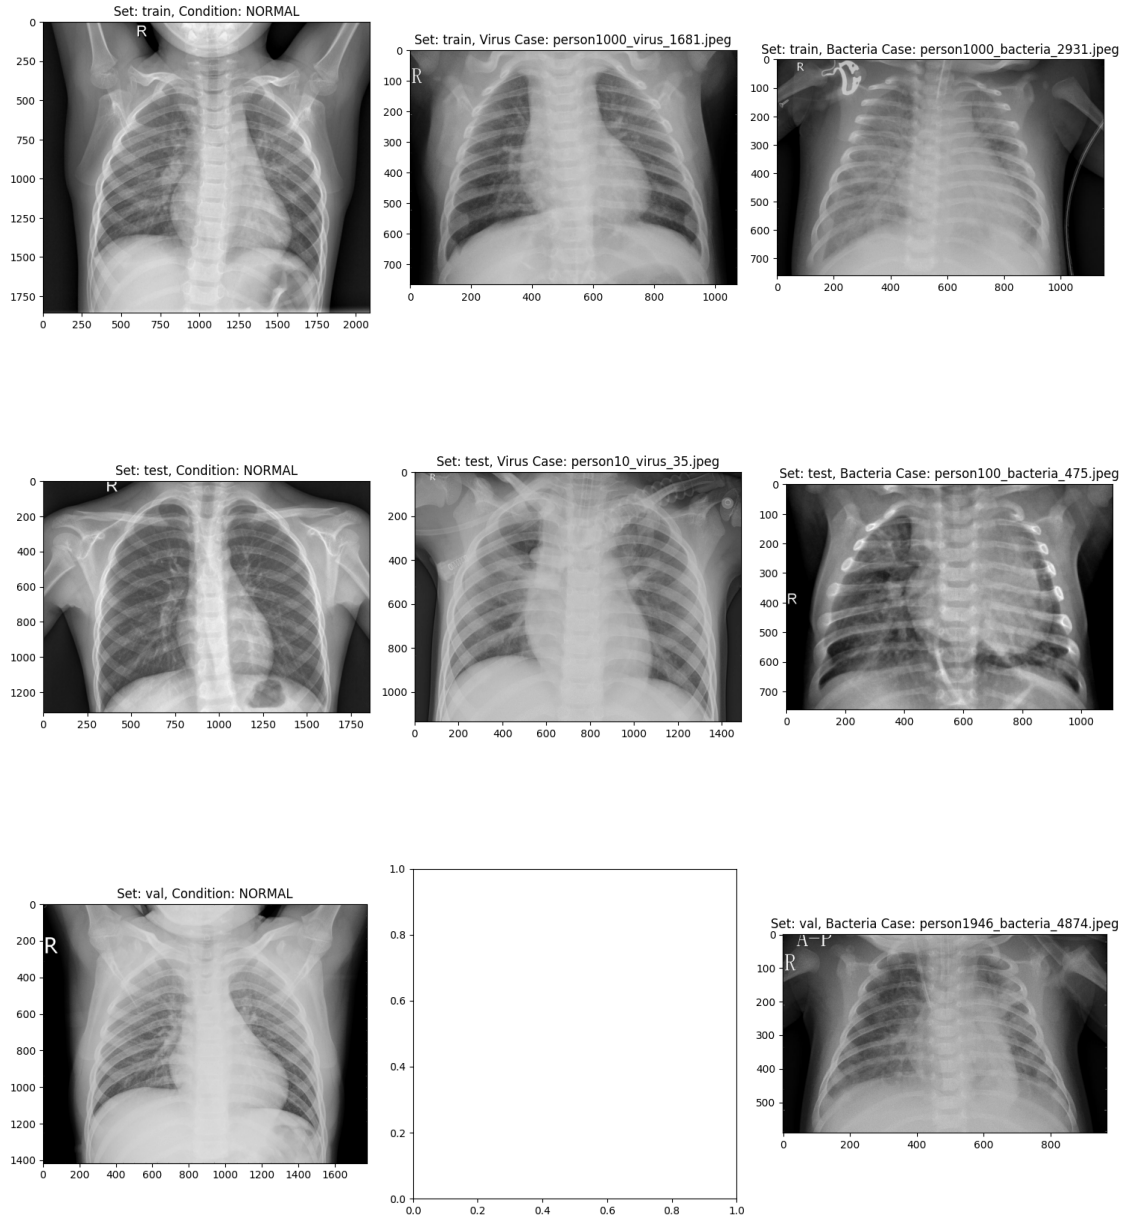 Set: train, Condition: NORMAL
R
0
250
500
750
1000
1250
1500
1750
0 250 500 750 1000 1250 1500 1750 2000
Set: train, Virus Case: person1000_virus_1681.jpeg
R
0
100
200
300
400
500
600
700
0 200 400 600 800 1000
Set: train, Bacteria Case: person1000_bacteria_2931.jpeg
R
0
100
200
300
400
500
600
700
0 200 400 600 800 1000
Set: test, Condition: NORMAL
R
0
200
400
600
800
1000
1200
0 250 500 750 1000 1250 1500 1750
Set: test, Virus Case: person10_virus_35.jpeg
R
0
200
400
600
800
1000
0 200 400 600 800 1000 1200 1400
Set: test, Bacteria Case: person100_bacteria_475.jpeg
R
0
100
200
300
400
500
600
700
0 200 400 600 800 1000
Set: val, Condition: NORMAL
R
0
200
400
600
800
1000
1200
1400
0 200 400 600 800 1000 1200 1400 1600
1.0
0.8
0.6
0.4
0.2
0.0
0.0 0.2 0.4 0.6 0.8 1.0
Set: val, Bacteria Case: person1946_bacteria_4874.jpeg
A-P
R
0
100
200
300
400
500
0 200 400 600 800